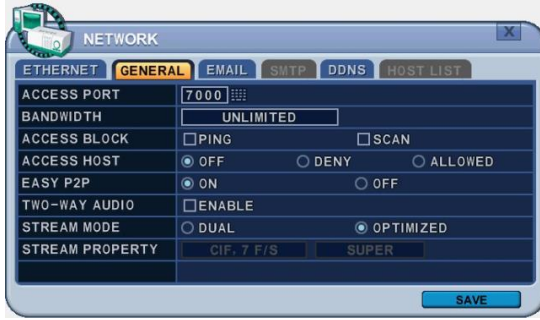 NETWORK X
ETHERNET GENERAL EMAIL SMTP DDNS HOST LIST
ACCESS PORT 7000
BANDWIDTH UNLIMITED
ACCESS BLOCK PING SCAN
ACCESS HOST OFF DENY ALLOWED
EASY P2P ON OFF
TWO-WAY AUDIO ENABLE
STREAM MODE DUAL OPTIMIZED
STREAM PROPERTY CIF, 7 F/S SUPER
SAVE